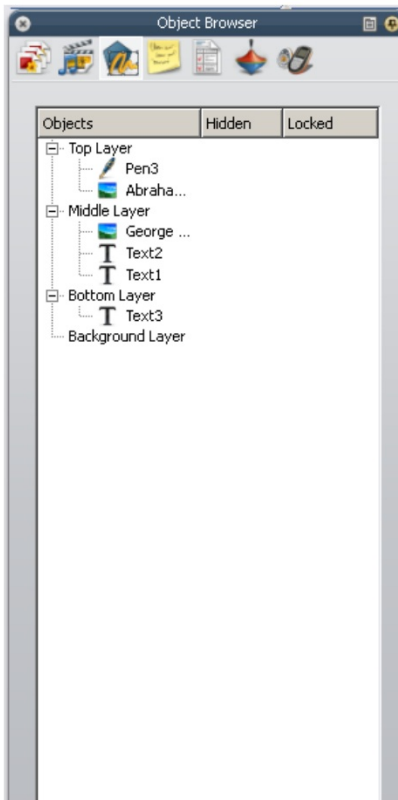 Object Browser
Objects Hidden Locked
Top Layer
Pen3
Abraha...
Middle Layer
George ...
Text2
Text1
Bottom Layer
Text3
Background Layer